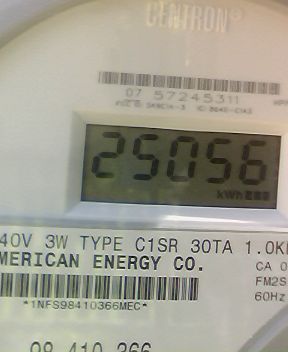 CENTRON®
07 57245311
25056
kWh
40V 3W TYPE C1SR 30TA 1.0K
MERICAN ENERGY CO.
CA 0
FM2S
*1NFS98410366MEC*
60Hz
98 410 366